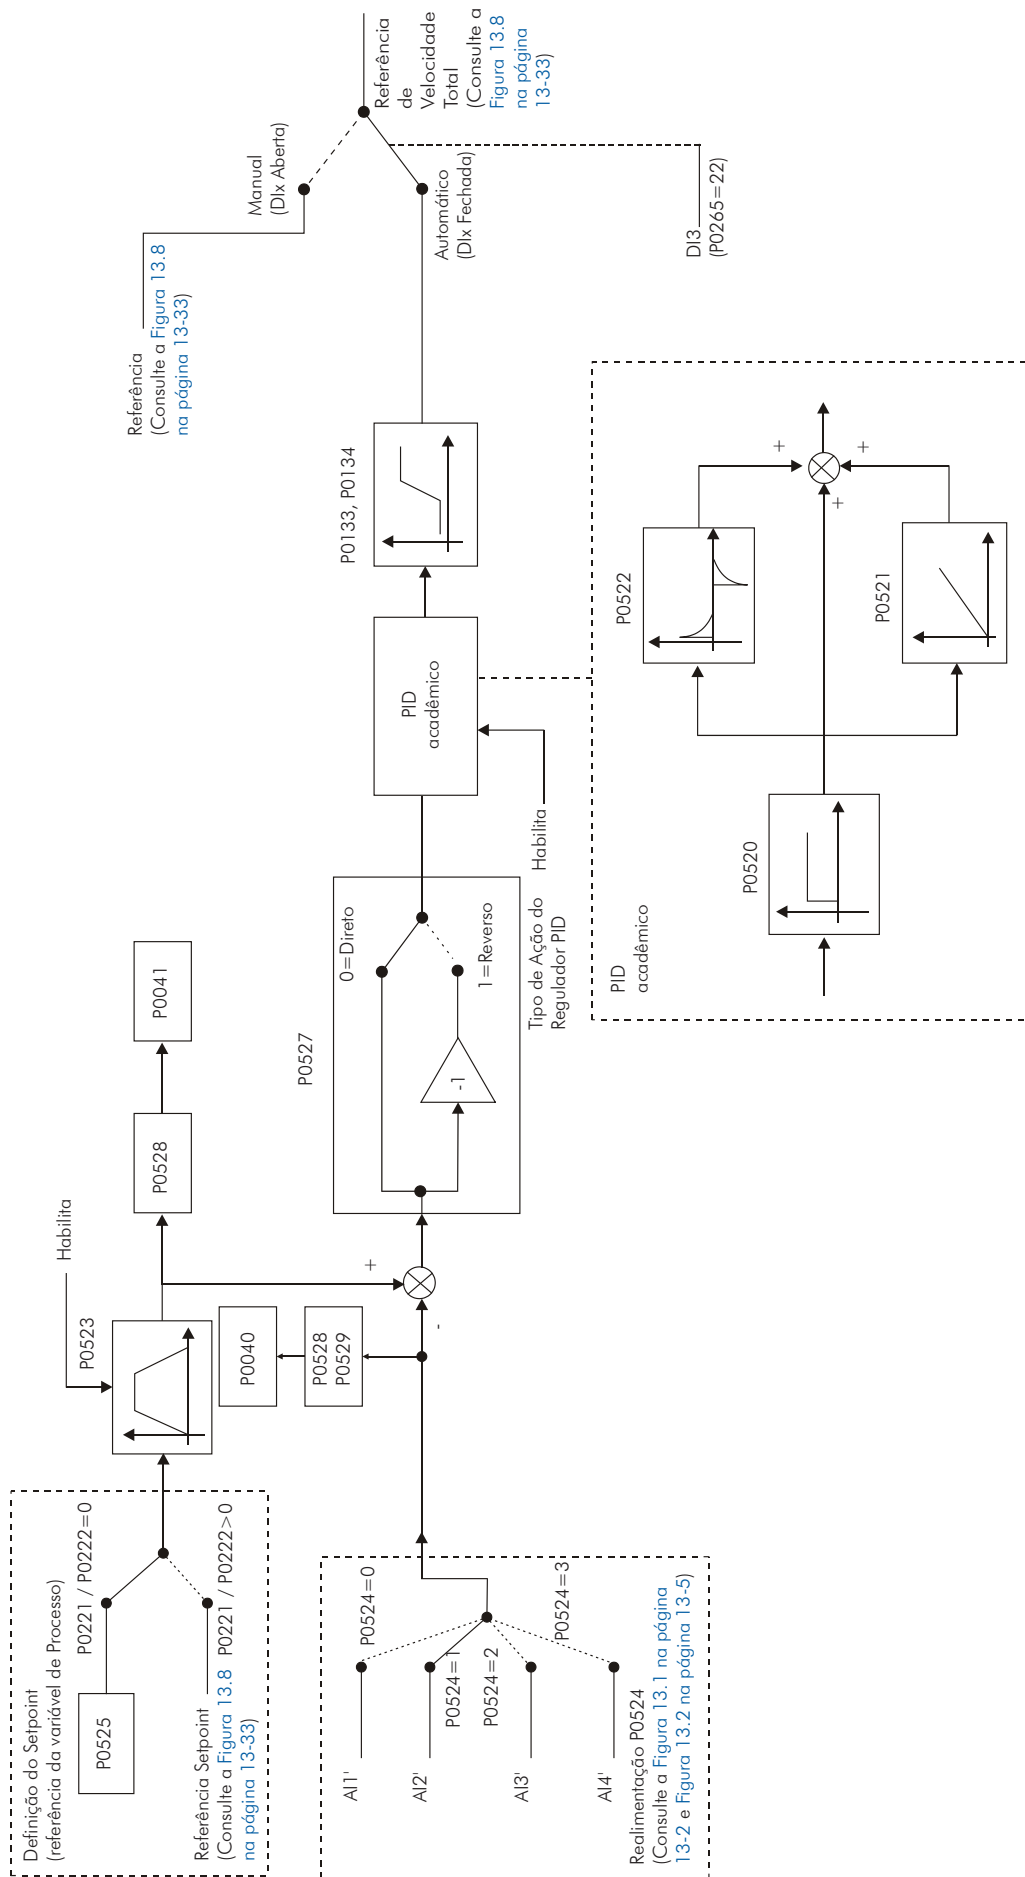 Definição do Setpoint
(referência da variável de Processo)
P0525
P0221 / P0222=0
Referência Setpoint
(Consulte a Figura 13.8
na página 13-33)
P0221 / P0222>0
P0523
Habilita
P0528
P0041
P0040
P0528
P0529
+
-
AI1'
AI2'
AI3'
AI4'
P0524=0
P0524=1
P0524=2
P0524=3
Realimentação P0524
(Consulte a Figura 13.1 na página
13-2 e Figura 13.2 na página 13-5)
P0527
0=Direto
-1
1=Reverso
Tipo de Ação do
Regulador PID
Habilita
PID
acadêmico
P0133, P0134
Referência
(Consulte a Figura 13.8
na página 13-33)
Manual
(DIx Aberta)
Automático
(DIx Fechada)
Referência
de
Velocidade
Total
(Consulte a
Figura 13.8
na página
13-33)
DI3
(P0265=22)
PID
acadêmico
P0520
P0522
P0521
+
+
+